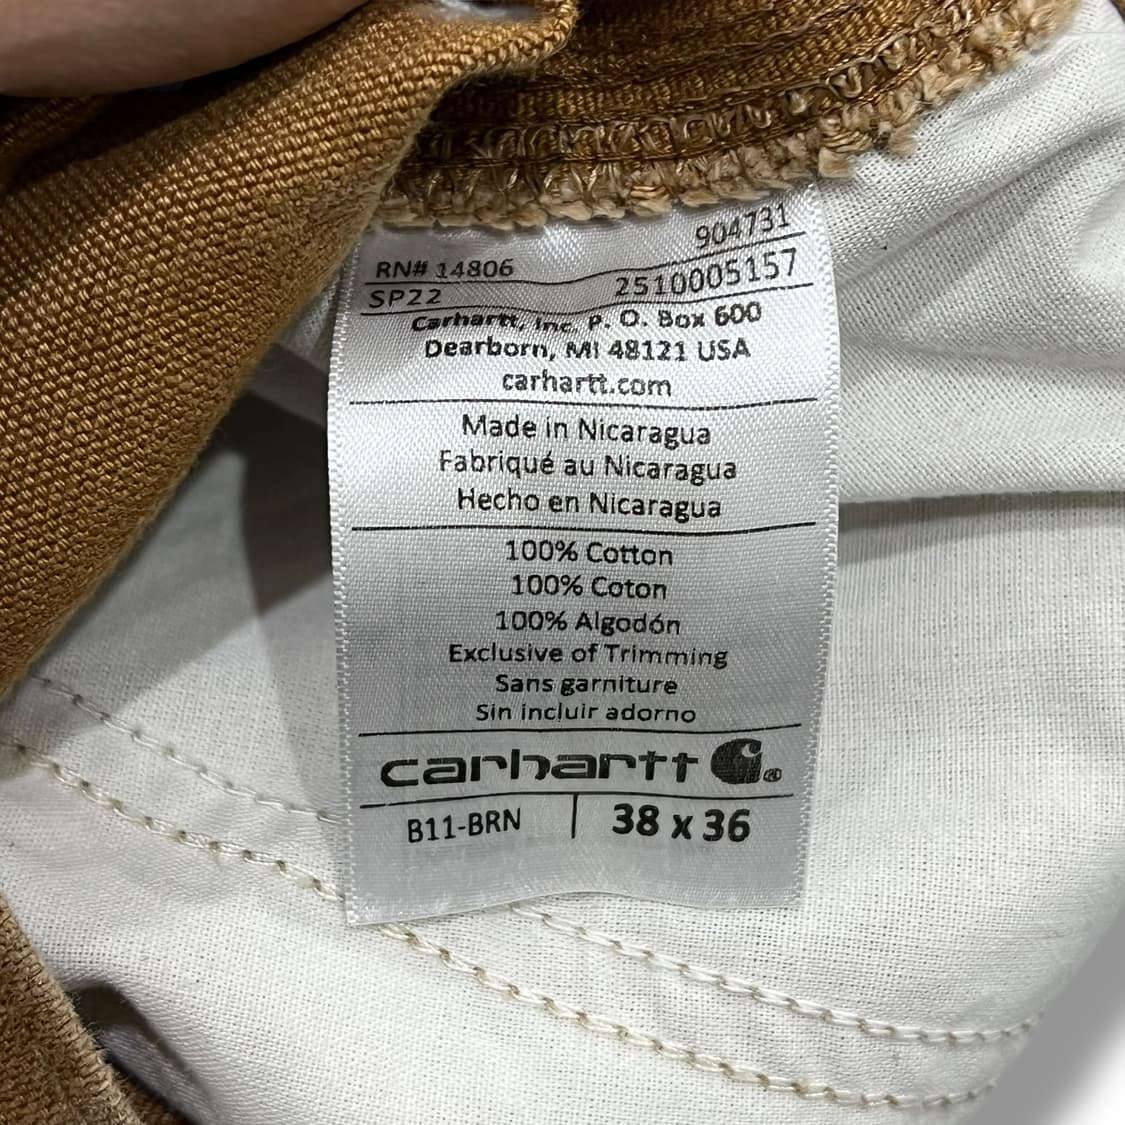 904731
RN# 14806
2510005157
SP22
Carhartt, Inc. P. O. Box 600
Dearborn, MI 48121 USA
carhartt.com
Made in Nicaragua
Fabriqué au Nicaragua
Hecho en Nicaragua
100% Cotton
100% Coton
100% Algodón
Exclusive of Trimming
Sans garniture
Sin incluir adorno
carhartt ®
B11-BRN | 38 x 36